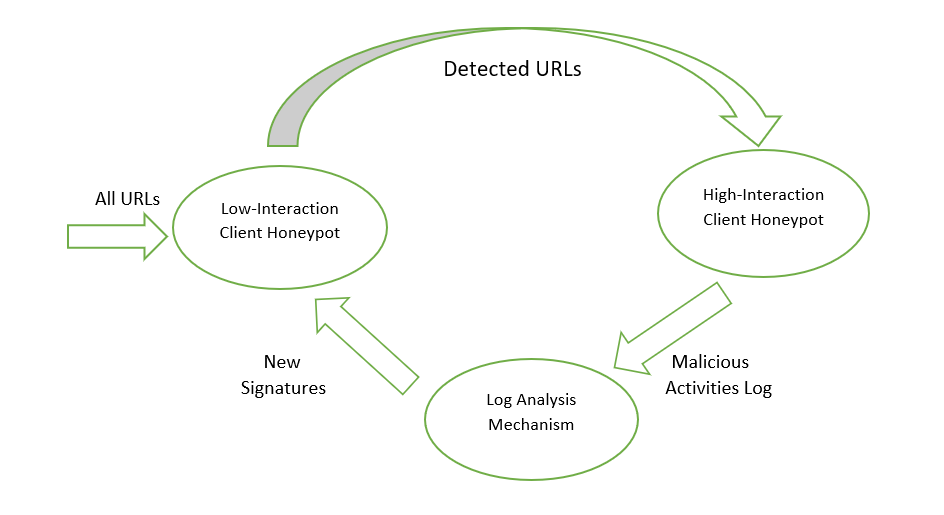 Detected URLs
All URLs
Low-Interaction
Client Honeypot
High-Interaction
Client Honeypot
New
Signatures
Malicious
Activities Log
Log Analysis
Mechanism